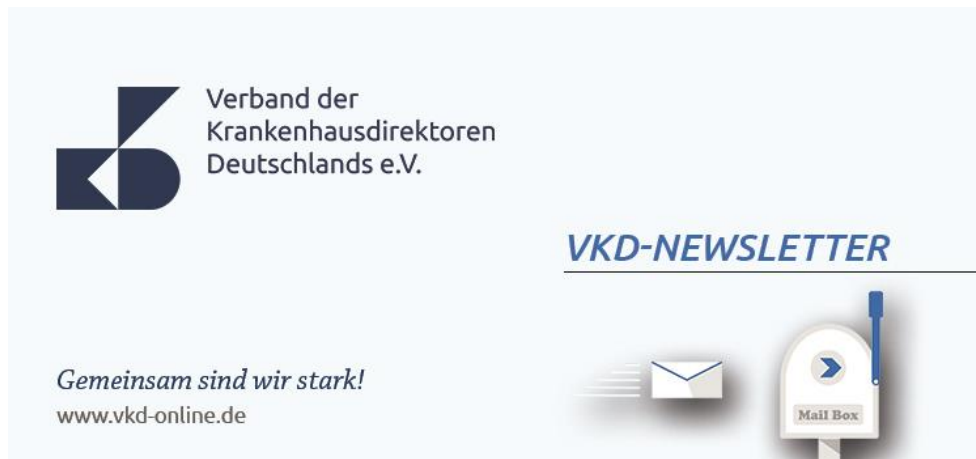 Verband der
Krankenhausdirektoren
Deutschlands e.V.
VKD-NEWSLETTER
Gemeinsam sind wir stark!
www.vkd-online.de
Mail Box